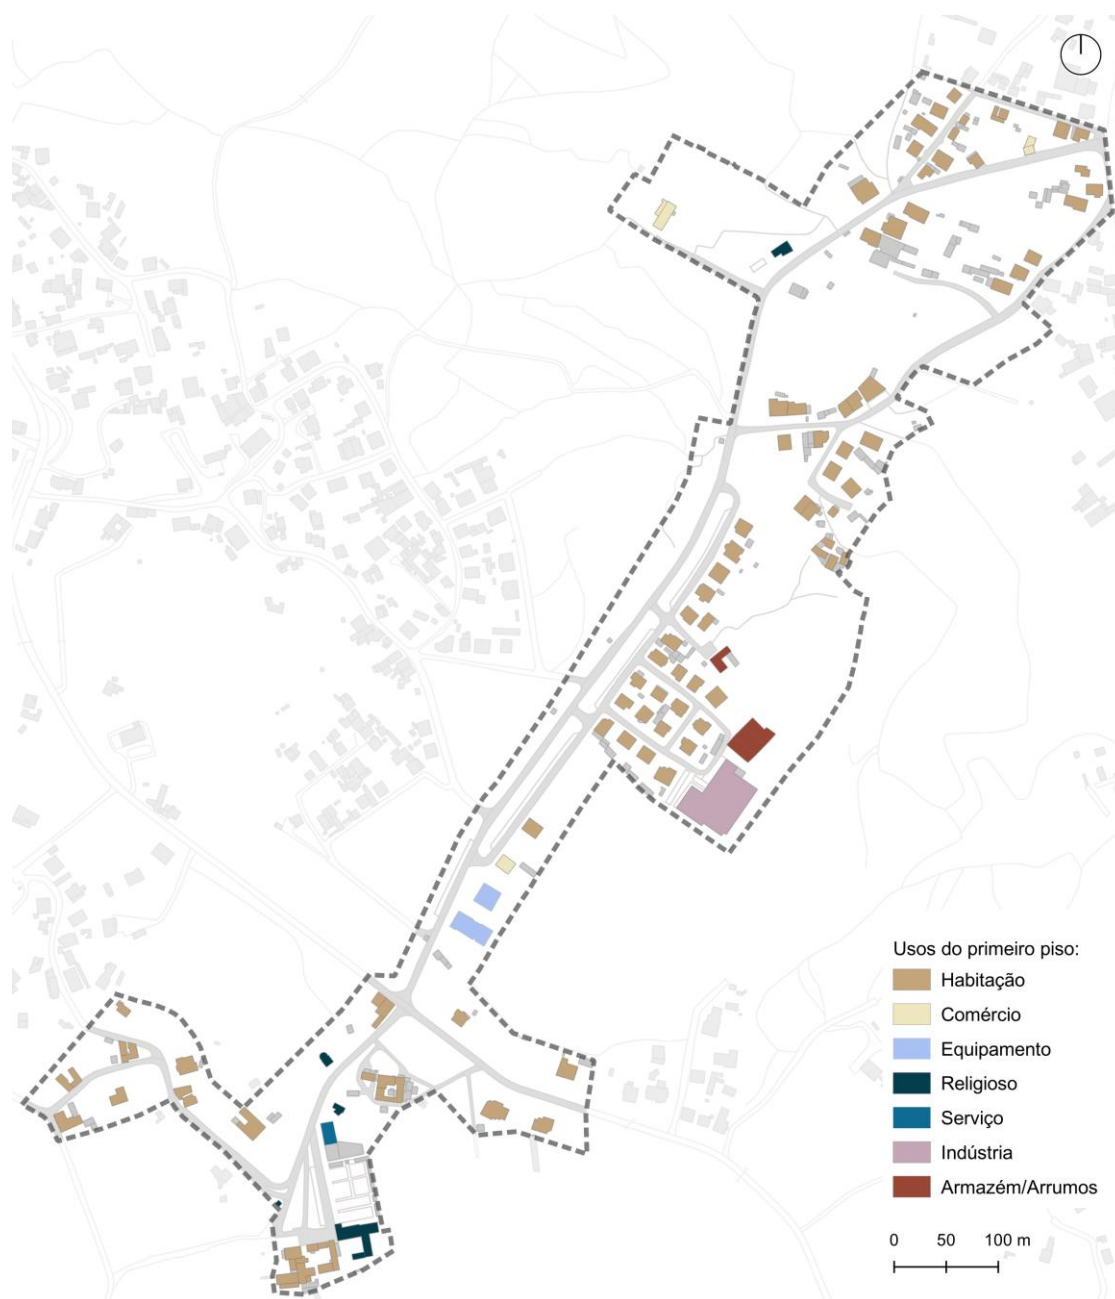 Usos do primeiro piso:
Habitação
Comércio
Equipamento
Religioso
Serviço
Indústria
Armazém/Arrumos
0 50 100 m